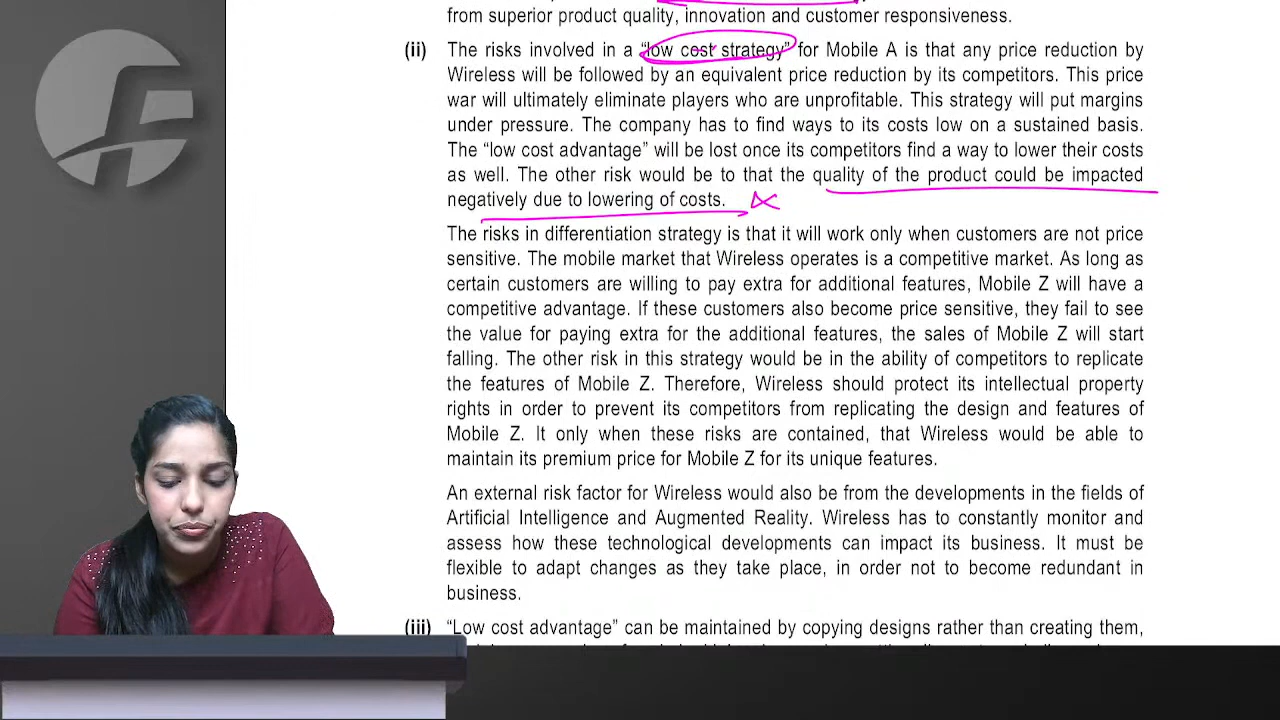 from superior product quality, innovation and customer responsiveness.
(ii) The risks involved in a “low cost strategy” for Mobile A is that any price reduction by
Wireless will be followed by an equivalent price reduction by its competitors. This price
war will ultimately eliminate players who are unprofitable. This strategy will put margins
under pressure. The company has to find ways to its costs low on a sustained basis.
The “low cost advantage” will be lost once its competitors find a way to lower their costs
as well. The other risk would be to that the quality of the product could be impacted
negatively due to lowering of costs.
The risks in differentiation strategy is that it will work only when customers are not price
sensitive. The mobile market that Wireless operates is a competitive market. As long as
certain customers are willing to pay extra for additional features, Mobile Z will have a
competitive advantage. If these customers also become price sensitive, they fail to see
the value for paying extra for the additional features, the sales of Mobile Z will start
falling. The other risk in this strategy would be in the ability of competitors to replicate
the features of Mobile Z. Therefore, Wireless should protect its intellectual property
rights in order to prevent its competitors from replicating the design and features of
Mobile Z. It only when these risks are contained, that Wireless would be able to
maintain its premium price for Mobile Z for its unique features.
An external risk factor for Wireless would also be from the developments in the fields of
Artificial Intelligence and Augmented Reality. Wireless has to constantly monitor and
assess how these technological developments can impact its business. It must be
flexible to adapt changes as they take place, in order not to become redundant in
business.
(iii) “Low cost advantage” can be maintained by copying designs rather than creating them,